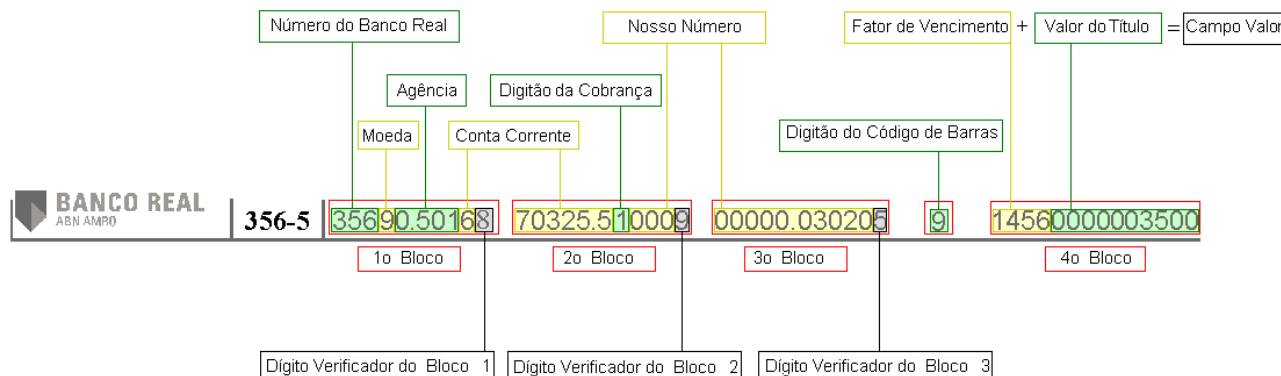 Número do Banco Real
Nosso Número
Fator de Vencimento + Valor do Título = Campo Valor
Agência
Digitão da Cobrança
Moeda
Conta Corrente
Digitão do Código de Barras
BANCO REAL
ABN AMRO
356-5
35690.50168 70325.510009 00000.030205 9 14560000003500
1o Bloco
2o Bloco
3o Bloco
4o Bloco
Dígito Verificador do Bloco 1
Dígito Verificador do Bloco 2
Dígito Verificador do Bloco 3